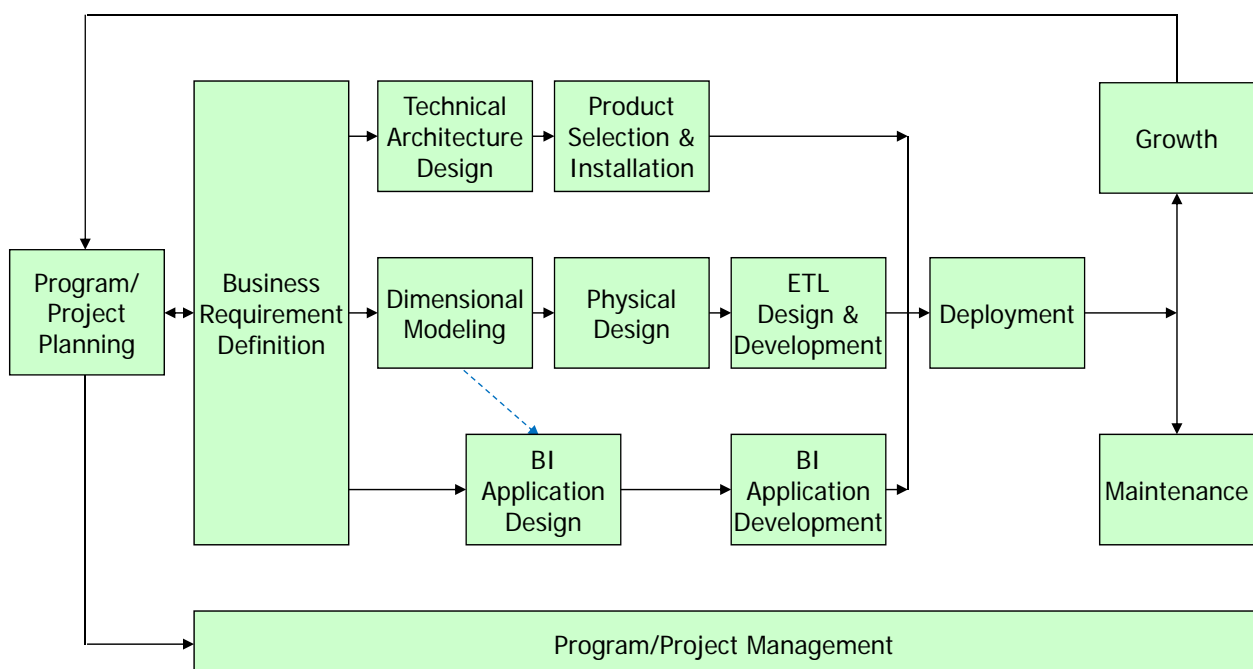 Technical
Architecture
Design
Product
Selection &
Installation
Growth
Program/
Project
Planning
Business
Requirement
Definition
Dimensional
Modeling
Physical
Design
ETL
Design &
Development
Deployment
BI
Application
Design
BI
Application
Development
Maintenance
Program/Project Management